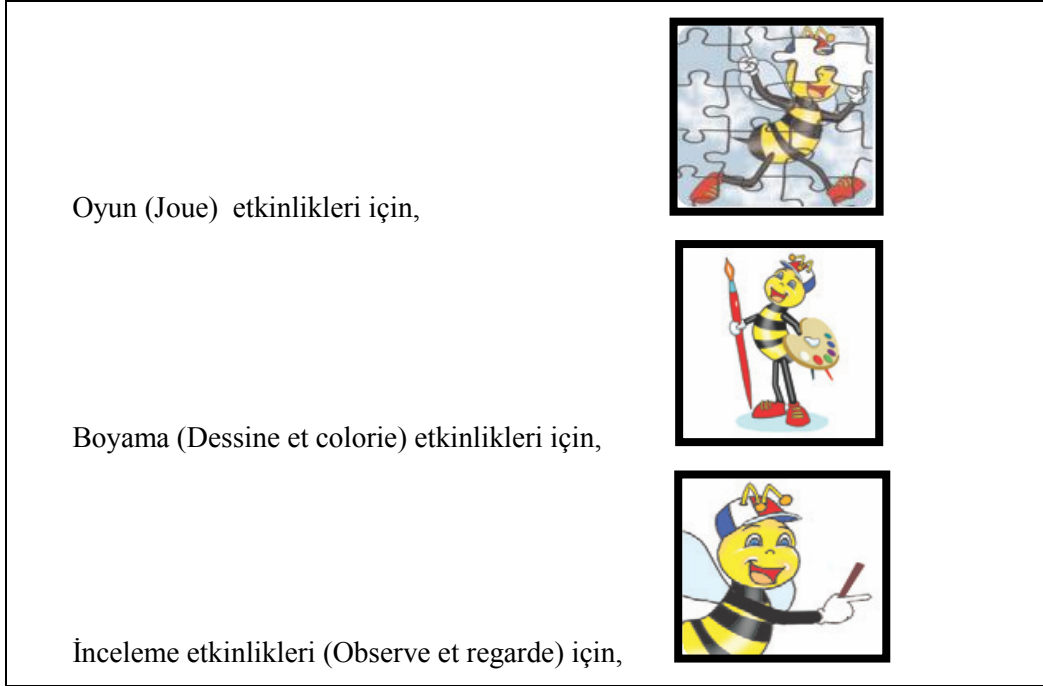 Oyun (Joue) etkinlikleri için,
Boyama (Dessine et colorie) etkinlikleri için,
İnceleme etkinlikleri (Observe et regarde) için,